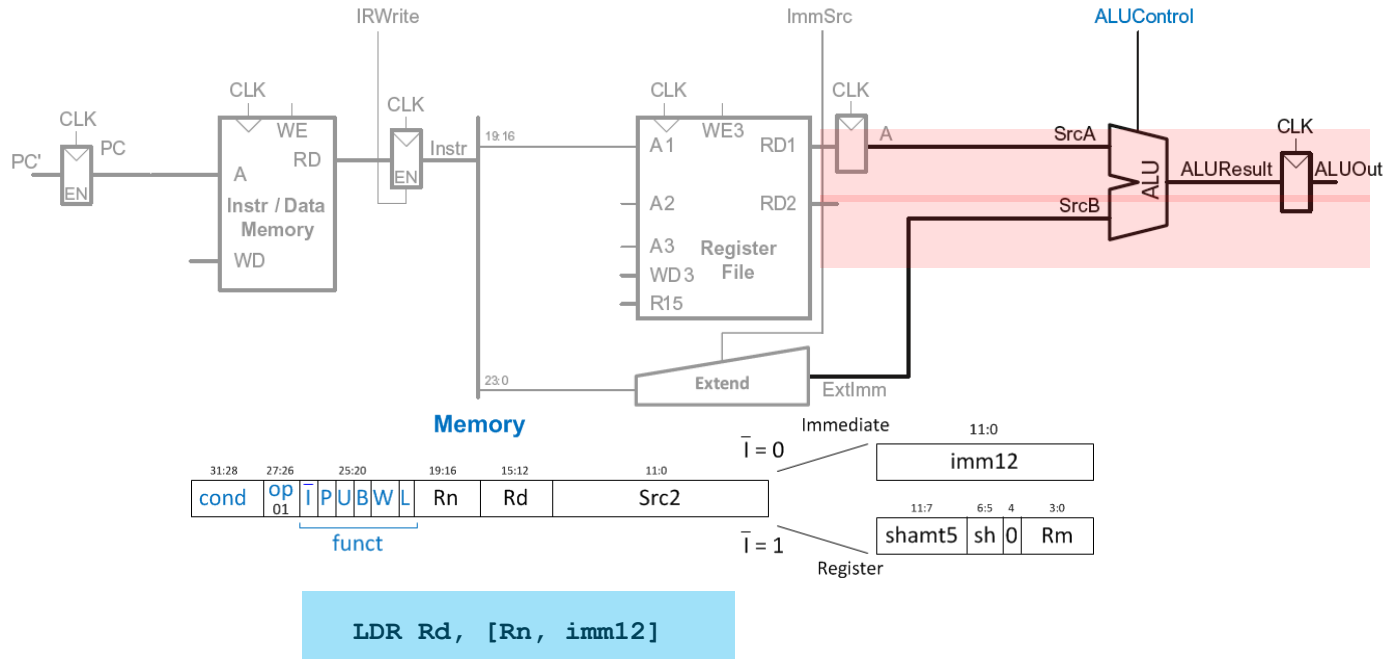 IRWrite ImmSrc ALUControl
CLK CLK CLK CLK CLK CLK
PC' PC EN
WE RD A Instr / Data Memory WD
EN Instr
19:16
A1 WE3 RD1
A2 RD2
A3 Register
WD3 File
R15
A SrcA
SrcB
ALU
ALUResult ALUOut
23:0 Extend ExtImm
Memory
Immediate
I = 0
11:0
imm12
31:28 27:26 25:20 19:16 15:12 11:0
cond op 01 I P U B W L Rn Rd Src2
funct
I = 1
Register
11:7 6:5 4 3:0
shamt5 sh 0 Rm
LDR Rd, [Rn, imm12]